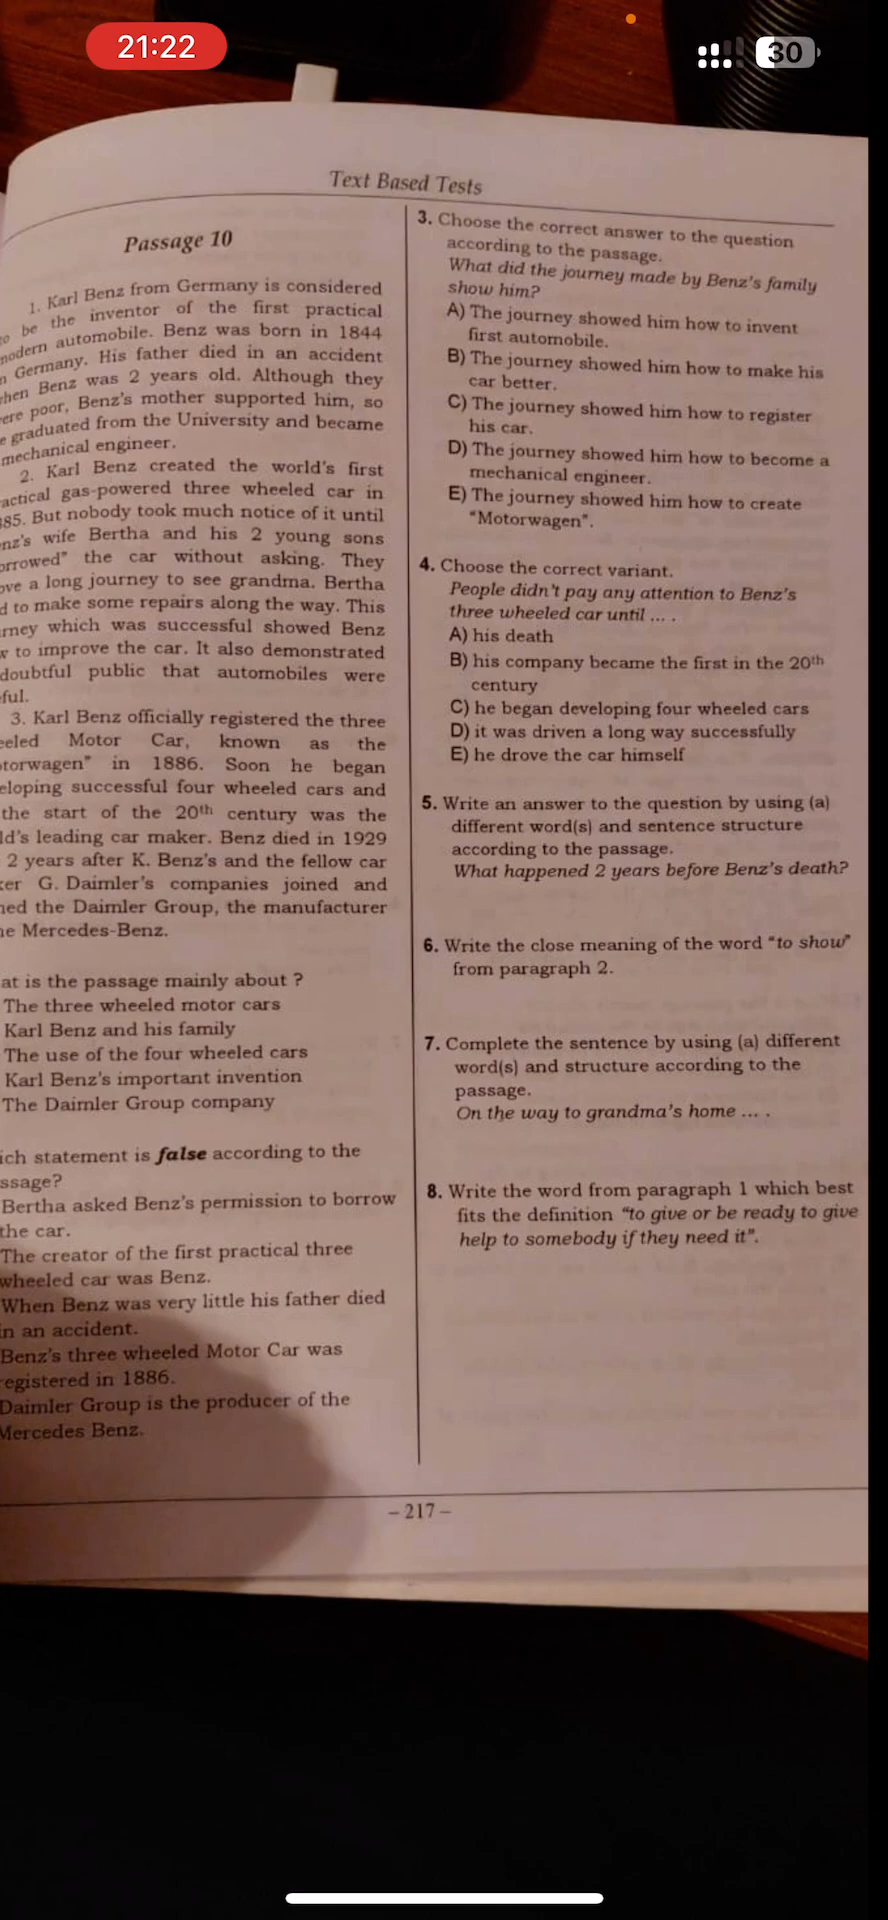 21:22
30
Text Based Tests
Passage 10
1. Karl Benz from Germany is considered
be the inventor of the first practical
automobile. Benz was born in 1844
Germany. His father died in an accident
Benz was 2 years old. Although they
poor, Benz's mother supported him, so
graduated from the University and became
mechanical engineer.
2. Karl Benz created the world's first
gas-powered three wheeled car in
But nobody took much notice of it until
wife Bertha and his 2 young sons
the car without asking. They
a long journey to see grandma. Bertha
to make some repairs along the way. This
which was successful showed Benz
to improve the car. It also demonstrated
doubtful public that automobiles were
3. Karl Benz officially registered the three
Motor Car, known as the
in 1886. Soon he began
successful four wheeled cars and
the start of the 20th century was the
leading car maker. Benz died in 1929
2 years after K. Benz's and the fellow car
G. Daimler's companies joined and
the Daimler Group, the manufacturer
Mercedes-Benz.
at is the passage mainly about ?
The three wheeled motor cars
Karl Benz and his family
The use of the four wheeled cars
Karl Benz's important invention
The Daimler Group company
ich statement is false according to the
ssage?
Bertha asked Benz's permission to borrow
the car.
The creator of the first practical three
wheeled car was Benz.
When Benz was very little his father died
in an accident.
Benz's three wheeled Motor Car was
registered in 1886.
Daimler Group is the producer of the
Mercedes Benz.
3. Choose the correct answer to the question
according to the passage.
What did the journey made by Benz's family
show him?
A) The journey showed him how to invent
first automobile.
B) The journey showed him how to make his
car better.
C) The journey showed him how to register
his car.
D) The journey showed him how to become a
mechanical engineer.
E) The journey showed him how to create
"Motorwagen".
4. Choose the correct variant.
People didn't pay any attention to Benz's
three wheeled car until ... .
A) his death
B) his company became the first in the 20th
century
C) he began developing four wheeled cars
D) it was driven a long way successfully
E) he drove the car himself
5. Write an answer to the question by using (a)
different word(s) and sentence structure
according to the passage.
What happened 2 years before Benz's death?
6. Write the close meaning of the word "to show"
from paragraph 2.
7. Complete the sentence by using (a) different
word(s) and structure according to the
passage.
On the way to grandma's home ... .
8. Write the word from paragraph 1 which best
fits the definition "to give or be ready to give
help to somebody if they need it".
- 217 -